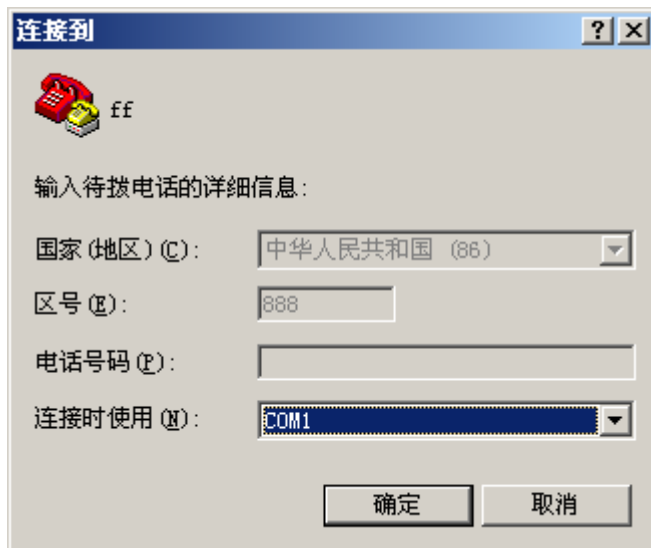 连接到
ff
输入待拨电话的详细信息:
国家(地区)(C): 中华人民共和国 (86)
区号(E): 888
电话号码(P):
连接时使用(N): COM1
确定 取消